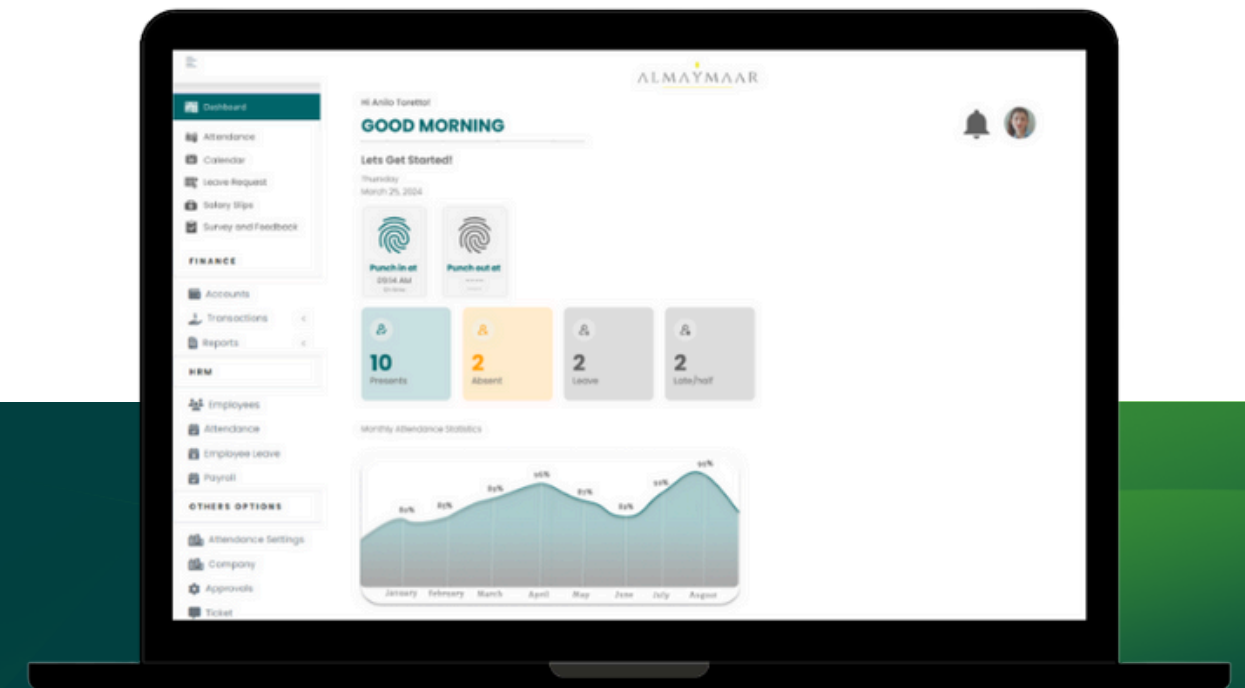 ALMAYMAAR
Dashboard
Attendance
Calendar
Leave Request
Salary Slips
Survey and Feedback
FINANCE
Accounts
Transactions
Reports
HRM
Employees
Attendance
Employee Leave
Payroll
OTHERS OPTIONS
Attendance Settings
Company
Approvals
Ticket
Hi Anilo Toretto!
GOOD MORNING
Lets Get Started!
Thursday
March 25, 2024
Punch in at
09:14 AM
Punch out at
10
Presents
2
Absent
2
Leave
2
Late/half
Monthly Attendance Statistics
January February March April May June July August